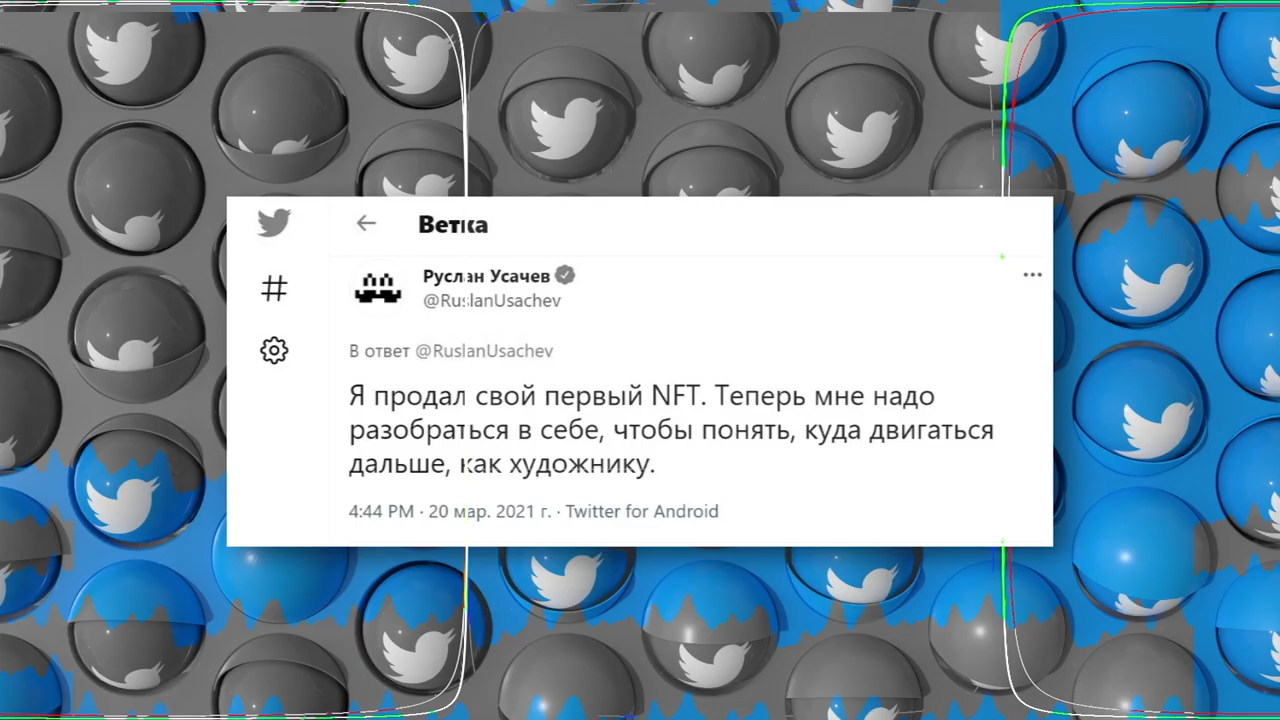 Ветка
Руслан Усачев
@RuslanUsachev
В ответ @RuslanUsachev
Я продал свой первый NFT. Теперь мне надо
разобраться в себе, чтобы понять, куда двигаться
дальше, как художнику.
4:44 PM · 20 мар. 2021 г. · Twitter for Android